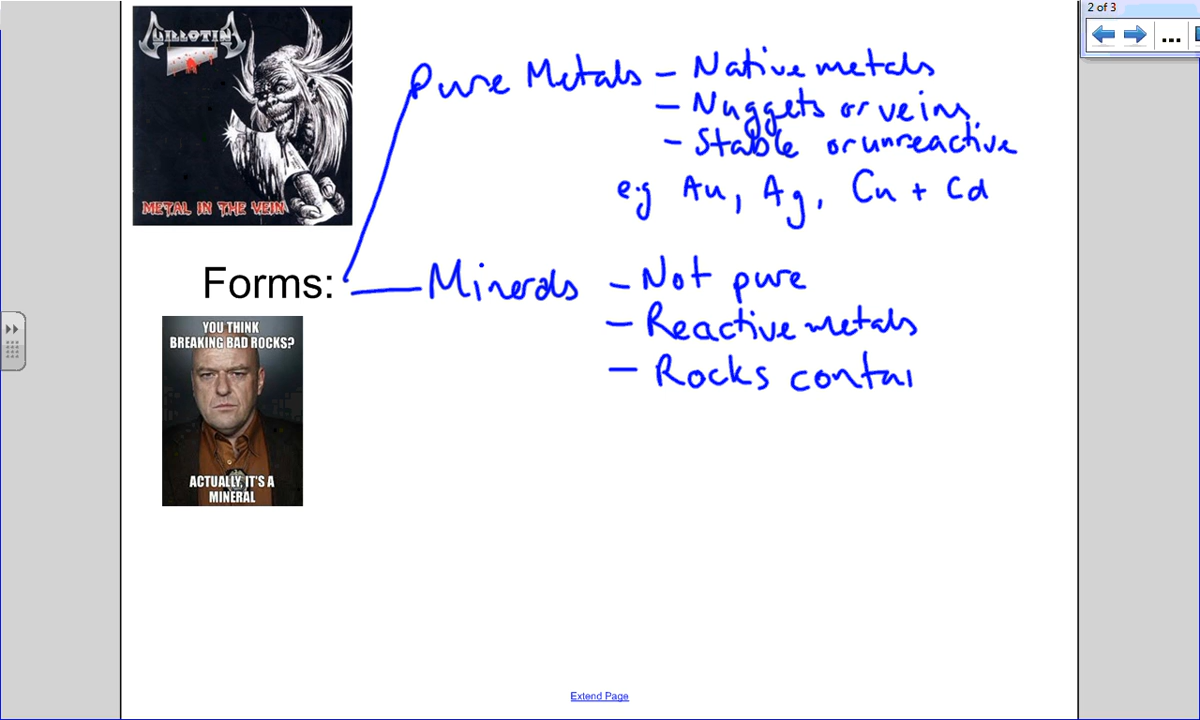 2 of 3
GILLOTINA
METAL IN THE VEIN
Pure Metals – Native metals
– Nuggets or veins
– Stable or unreactive
e.g Au, Ag, Cu + Cd
Forms:
Minerals – Not pure
– Reactive metals
– Rocks contai
YOU THINK
BREAKING BAD ROCKS?
ACTUALLY, IT'S A
MINERAL
Extend Page